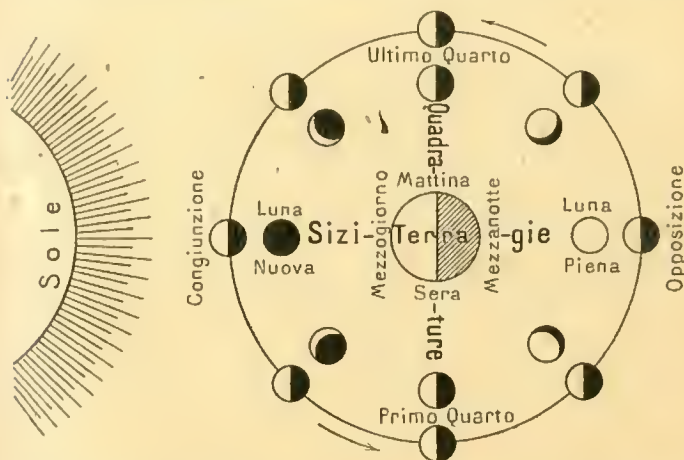 Sole
Congiunzione
Ultimo Quarto
Quadra-
Mattina
Luna
Nuova
Sizi-
Mezzogiorno
Terra
Mezzanotte
-gie
Luna
Piena
Opposizione
Sera
-ture
Primo Quarto